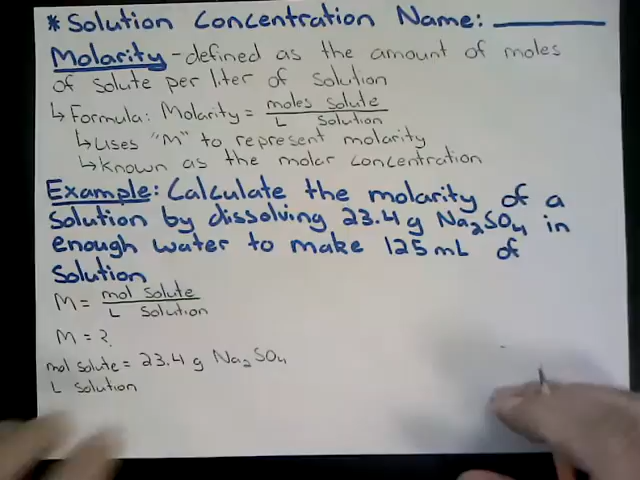 * Solution Concentration Name: ________
Molarity - defined as the amount of moles
of solute per liter of solution
↳ Formula: Molarity = moles solute / L solution
↳ uses "M" to represent molarity
↳ Known as the molar concentration
Example: Calculate the molarity of a
solution by dissolving 23.4 g Na₂SO₄ in
enough water to make 125 mL of
solution
M = mol solute / L solution
M = ?
mol solute = 23.4 g Na₂SO₄
L solution